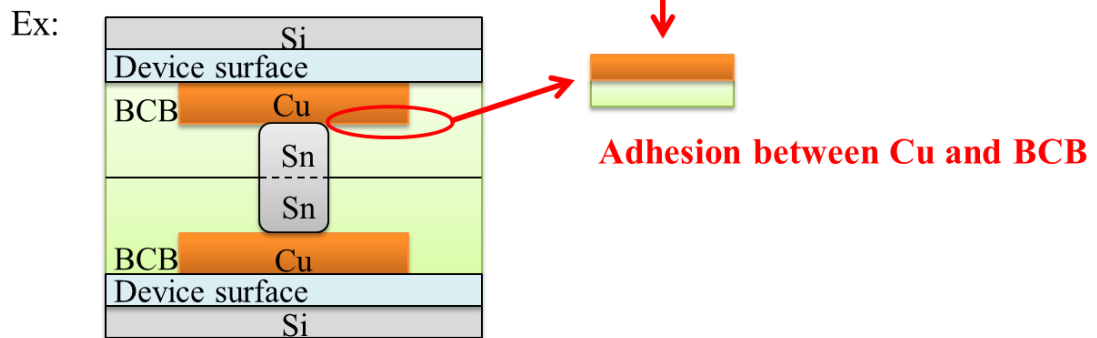 Ex:
Si
Device surface
BCB
Cu
Sn
Adhesion between Cu and BCB
Sn
BCB
Cu
Device surface
Si